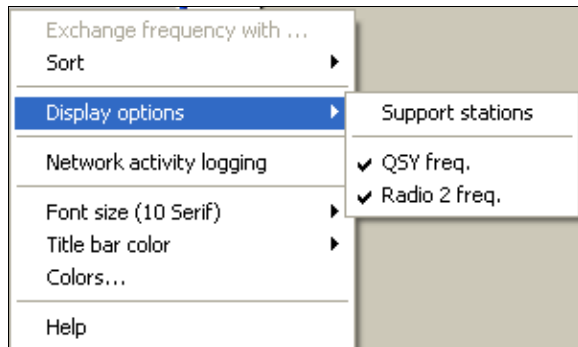 Exchange frequency with ...
Sort
Display options
Support stations
Network activity logging
QSY freq.
Radio 2 freq.
Font size (10 Serif)
Title bar color
Colors...
Help